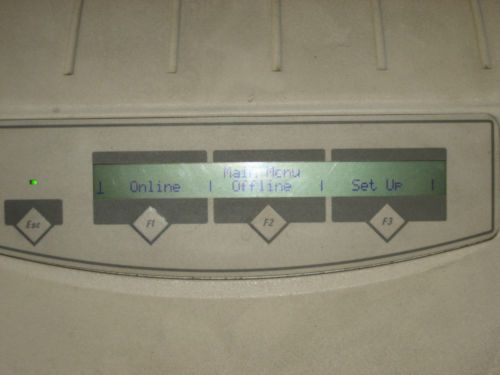 Main Menu
| Online | Offline | Set Up |
Esc F1 F2 F3